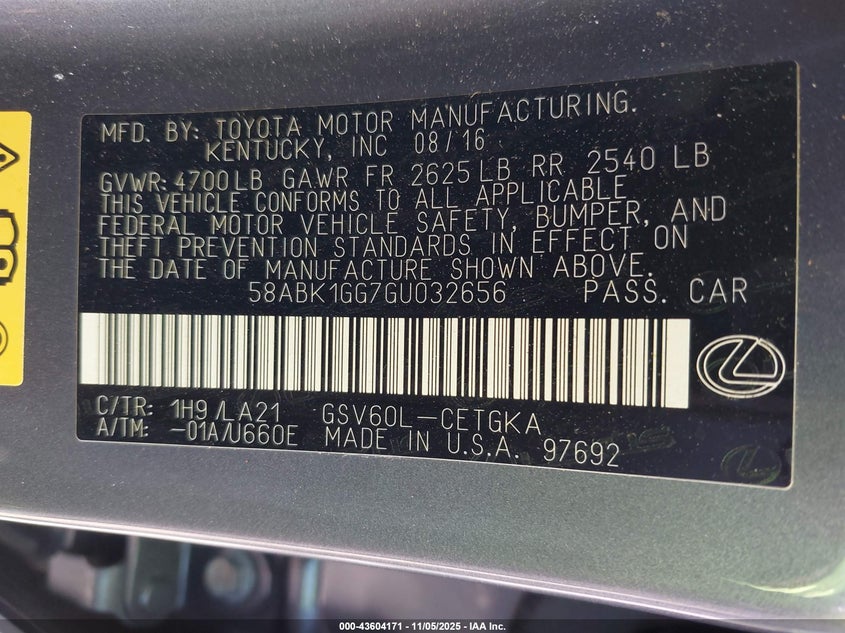 MFD. BY: TOYOTA MOTOR MANUFACTURING.
KENTUCKY, INC 08/16
GVWR: 4700LB GAWR FR 2625LB RR 2540 LB
THIS VEHICLE CONFORMS TO ALL APPLICABLE
FEDERAL MOTOR VEHICLE SAFETY, BUMPER, AND
THEFT PREVENTION STANDARDS IN EFFECT ON
THE DATE OF MANUFACTURE SHOWN ABOVE.
58ABK1GG7GU032656 PASS. CAR
C/TR: 1H9/LA21 GSV60L-CETGKA
A/TM: -01A/U660E MADE IN U.S.A. 97692
000-43604171 - 11/05/2025 - IAA Inc.